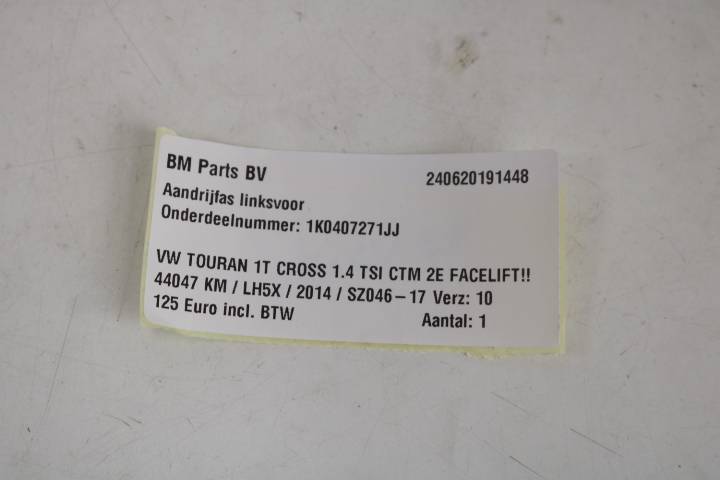 BM Parts BV 240620191448
Aandrijfas linksvoor
Onderdeelnummer: 1K0407271JJ
VW TOURAN 1T CROSS 1.4 TSI CTM 2E FACELIFT!!
44047 KM / LH5X / 2014 / SZ046-17 Verz: 10
125 Euro incl. BTW Aantal: 1